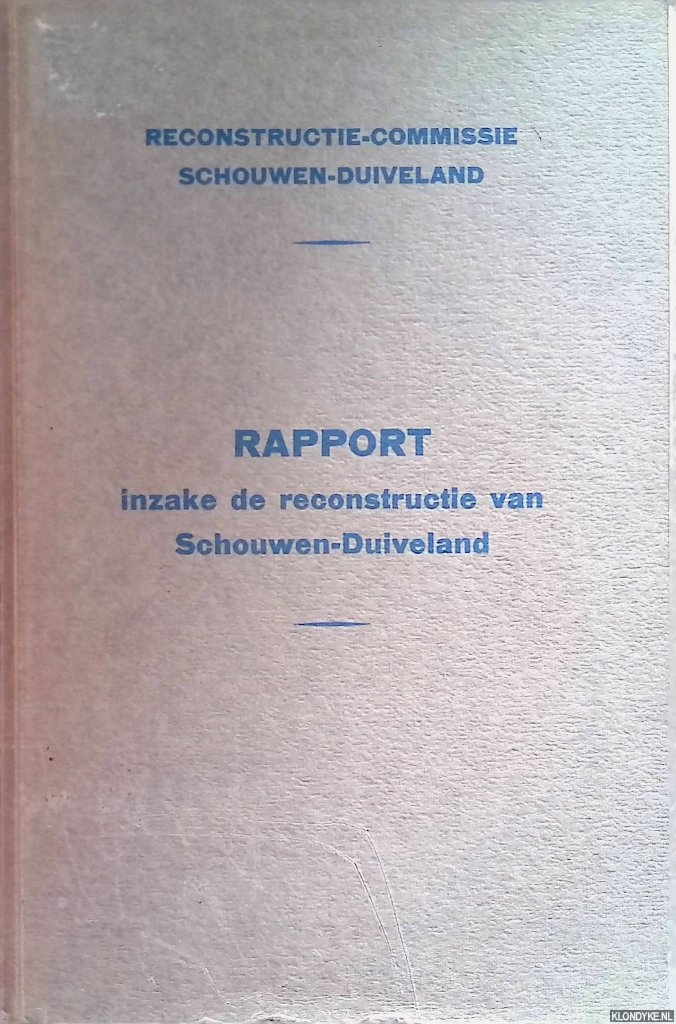 RECONSTRUCTIE-COMMISSIE
SCHOUWEN-DUIVELAND
RAPPORT
inzake de reconstructie van
Schouwen-Duiveland
KLONDYKE.NL